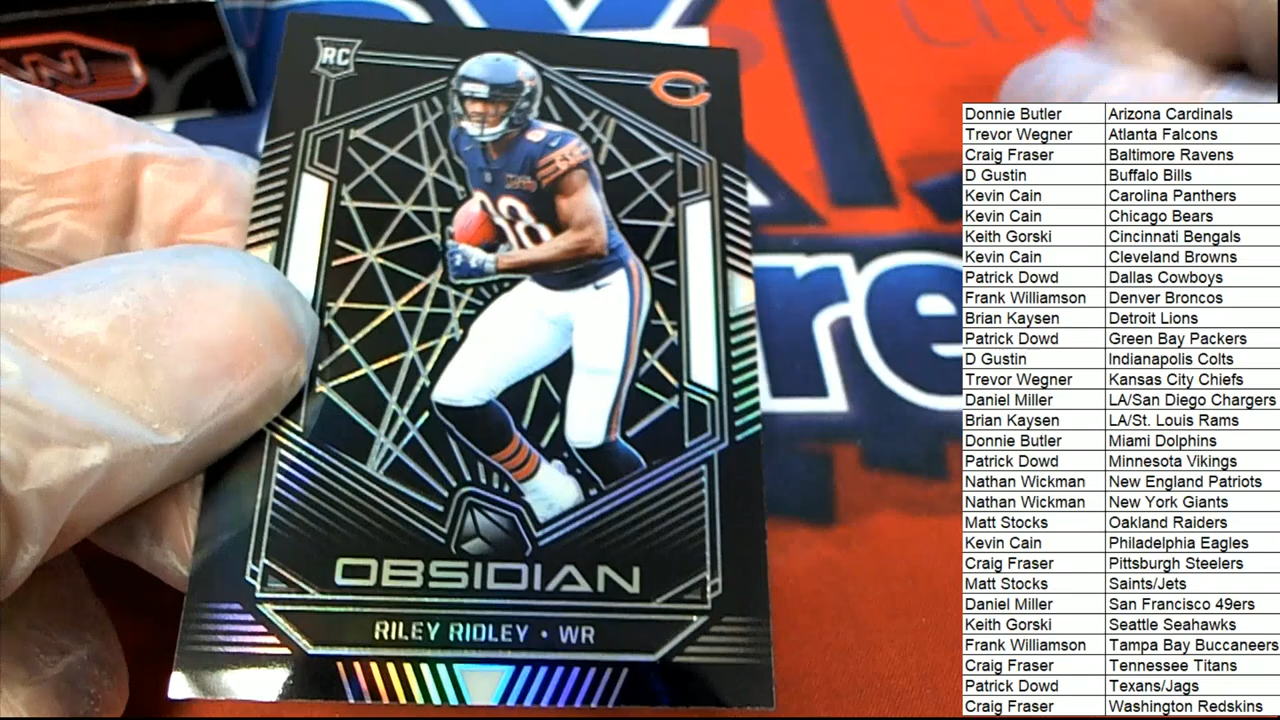 RC
C
88
OBSIDIAN
RILEY RIDLEY • WR
re
Donnie Butler Arizona Cardinals
Trevor Wegner Atlanta Falcons
Craig Fraser Baltimore Ravens
D Gustin Buffalo Bills
Kevin Cain Carolina Panthers
Kevin Cain Chicago Bears
Keith Gorski Cincinnati Bengals
Kevin Cain Cleveland Browns
Patrick Dowd Dallas Cowboys
Frank Williamson Denver Broncos
Brian Kaysen Detroit Lions
Patrick Dowd Green Bay Packers
D Gustin Indianapolis Colts
Trevor Wegner Kansas City Chiefs
Daniel Miller LA/San Diego Chargers
Brian Kaysen LA/St. Louis Rams
Donnie Butler Miami Dolphins
Patrick Dowd Minnesota Vikings
Nathan Wickman New England Patriots
Nathan Wickman New York Giants
Matt Stocks Oakland Raiders
Kevin Cain Philadelphia Eagles
Craig Fraser Pittsburgh Steelers
Matt Stocks Saints/Jets
Daniel Miller San Francisco 49ers
Keith Gorski Seattle Seahawks
Frank Williamson Tampa Bay Buccaneers
Craig Fraser Tennessee Titans
Patrick Dowd Texans/Jags
Craig Fraser Washington Redskins